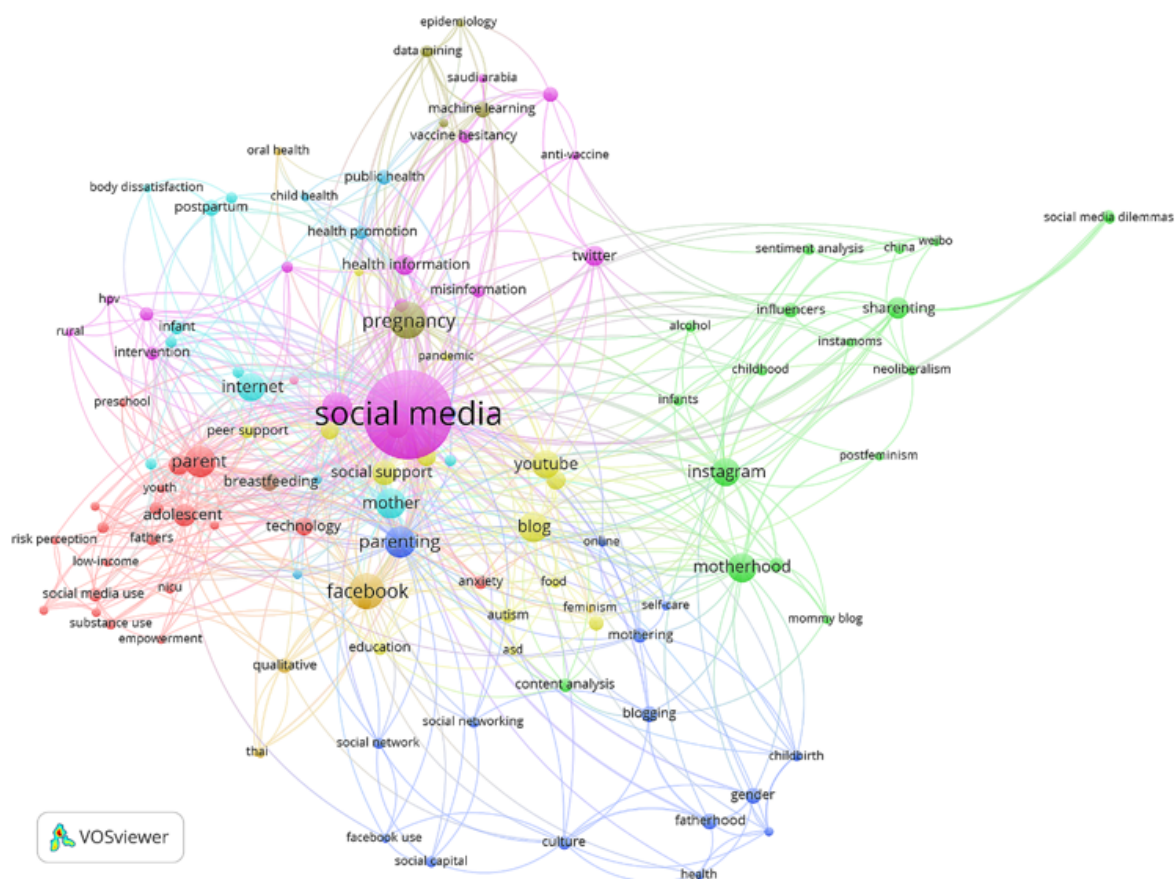 epidemiology
data mining
saudi arabia
machine learning
vaccine hesitancy
anti-vaccine
oral health
public health
body dissatisfaction
child health
postpartum
social media dilemmas
health promotion
weibo
sentiment analysis
china
twitter
health information
misinformation
hpv
influencers
sharenting
rural
infant
pregnancy
alcohol
instamoms
intervention
pandemic
childhood
neoliberalism
internet
preschool
infants
social media
peer support
postfeminism
parent
social support
youtube
instagram
breastfeeding
youth
mother
adolescent
technology
blog
risk perception
fathers
parenting
online
low-income
motherhood
anxiety
food
nicu
social media use
facebook
self-care
feminism
autism
substance use
mommy blog
empowerment
mothering
education
asd
qualitative
content analysis
blogging
social networking
social network
thai
childbirth
gender
fatherhood
VOSviewer
facebook use
culture
social capital
health